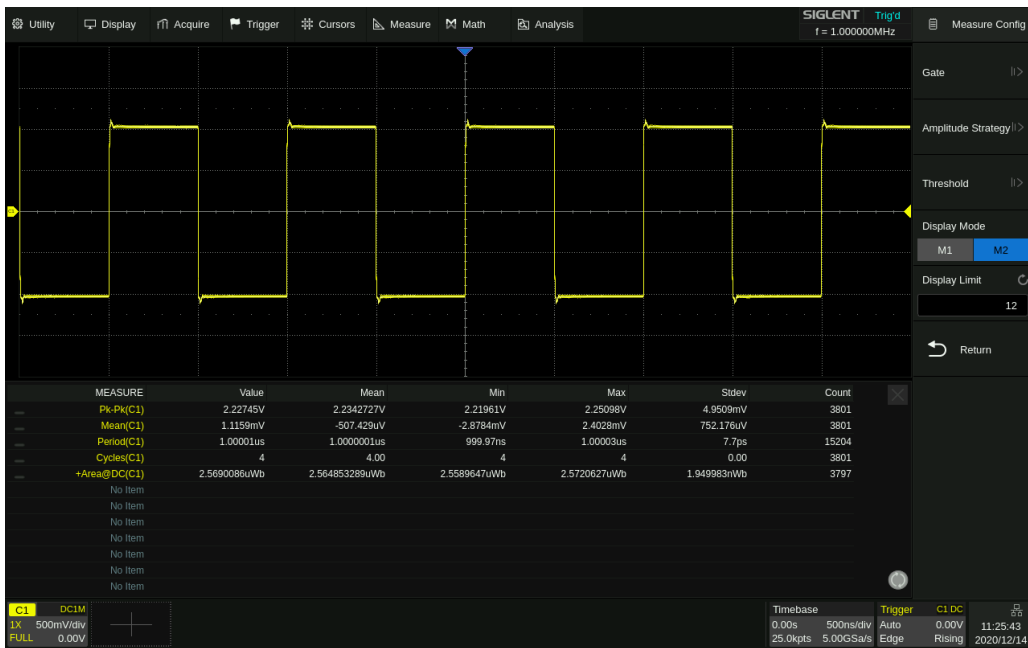 Utility Display Acquire Trigger Cursors Measure Math Analysis SIGLENT Trig'd Measure Config
f = 1.000000MHz
Gate
Amplitude Strategy
Threshold
C1
Display Mode
M1 M2
Display Limit
12
Return
MEASURE Value Mean Min Max Stdev Count
Pk-Pk(C1) 2.22745V 2.2342727V 2.21961V 2.25098V 4.9509mV 3801
Mean(C1) 1.1159mV -507.429uV -2.8784mV 2.4028mV 752.176uV 3801
Period(C1) 1.00001us 1.0000001us 999.97ns 1.00003us 7.7ps 15204
Cycles(C1) 4 4.00 4 4 0.00 3801
+Area@DC(C1) 2.5690086uWb 2.564853289uWb 2.5589647uWb 2.5720627uWb 1.949983nWb 3797
No Item
No Item
No Item
No Item
No Item
No Item
No Item
C1 DC1M Timebase Trigger C1 DC
1X 500mV/div 0.00s 500ns/div Auto 0.00V 11:25:43
FULL 0.00V 25.0kpts 5.00GSa/s Edge Rising 2020/12/14